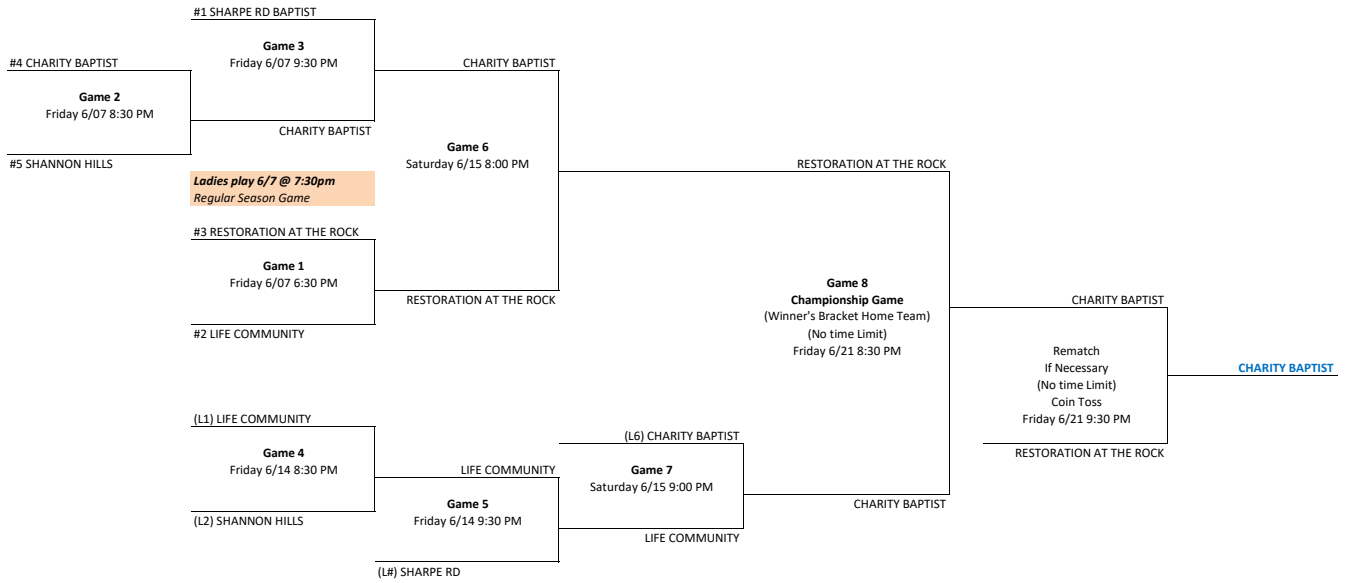 #1 SHARPE RD BAPTIST
Game 3
Friday 6/07 9:30 PM
#4 CHARITY BAPTIST
CHARITY BAPTIST
Game 2
Friday 6/07 8:30 PM
CHARITY BAPTIST
#5 SHANNON HILLS
Game 6
Saturday 6/15 8:00 PM
RESTORATION AT THE ROCK
Ladies play 6/7 @ 7:30pm
Regular Season Game
#3 RESTORATION AT THE ROCK
Game 1
Friday 6/07 6:30 PM
RESTORATION AT THE ROCK
#2 LIFE COMMUNITY
Game 8
Championship Game
(Winner's Bracket Home Team)
(No time Limit)
Friday 6/21 8:30 PM
CHARITY BAPTIST
Rematch
If Necessary
(No time Limit)
Coin Toss
Friday 6/21 9:30 PM
CHARITY BAPTIST
RESTORATION AT THE ROCK
(L1) LIFE COMMUNITY
Game 4
Friday 6/14 8:30 PM
(L2) SHANNON HILLS
LIFE COMMUNITY
Game 5
Friday 6/14 9:30 PM
(L#) SHARPE RD
(L6) CHARITY BAPTIST
Game 7
Saturday 6/15 9:00 PM
LIFE COMMUNITY
CHARITY BAPTIST